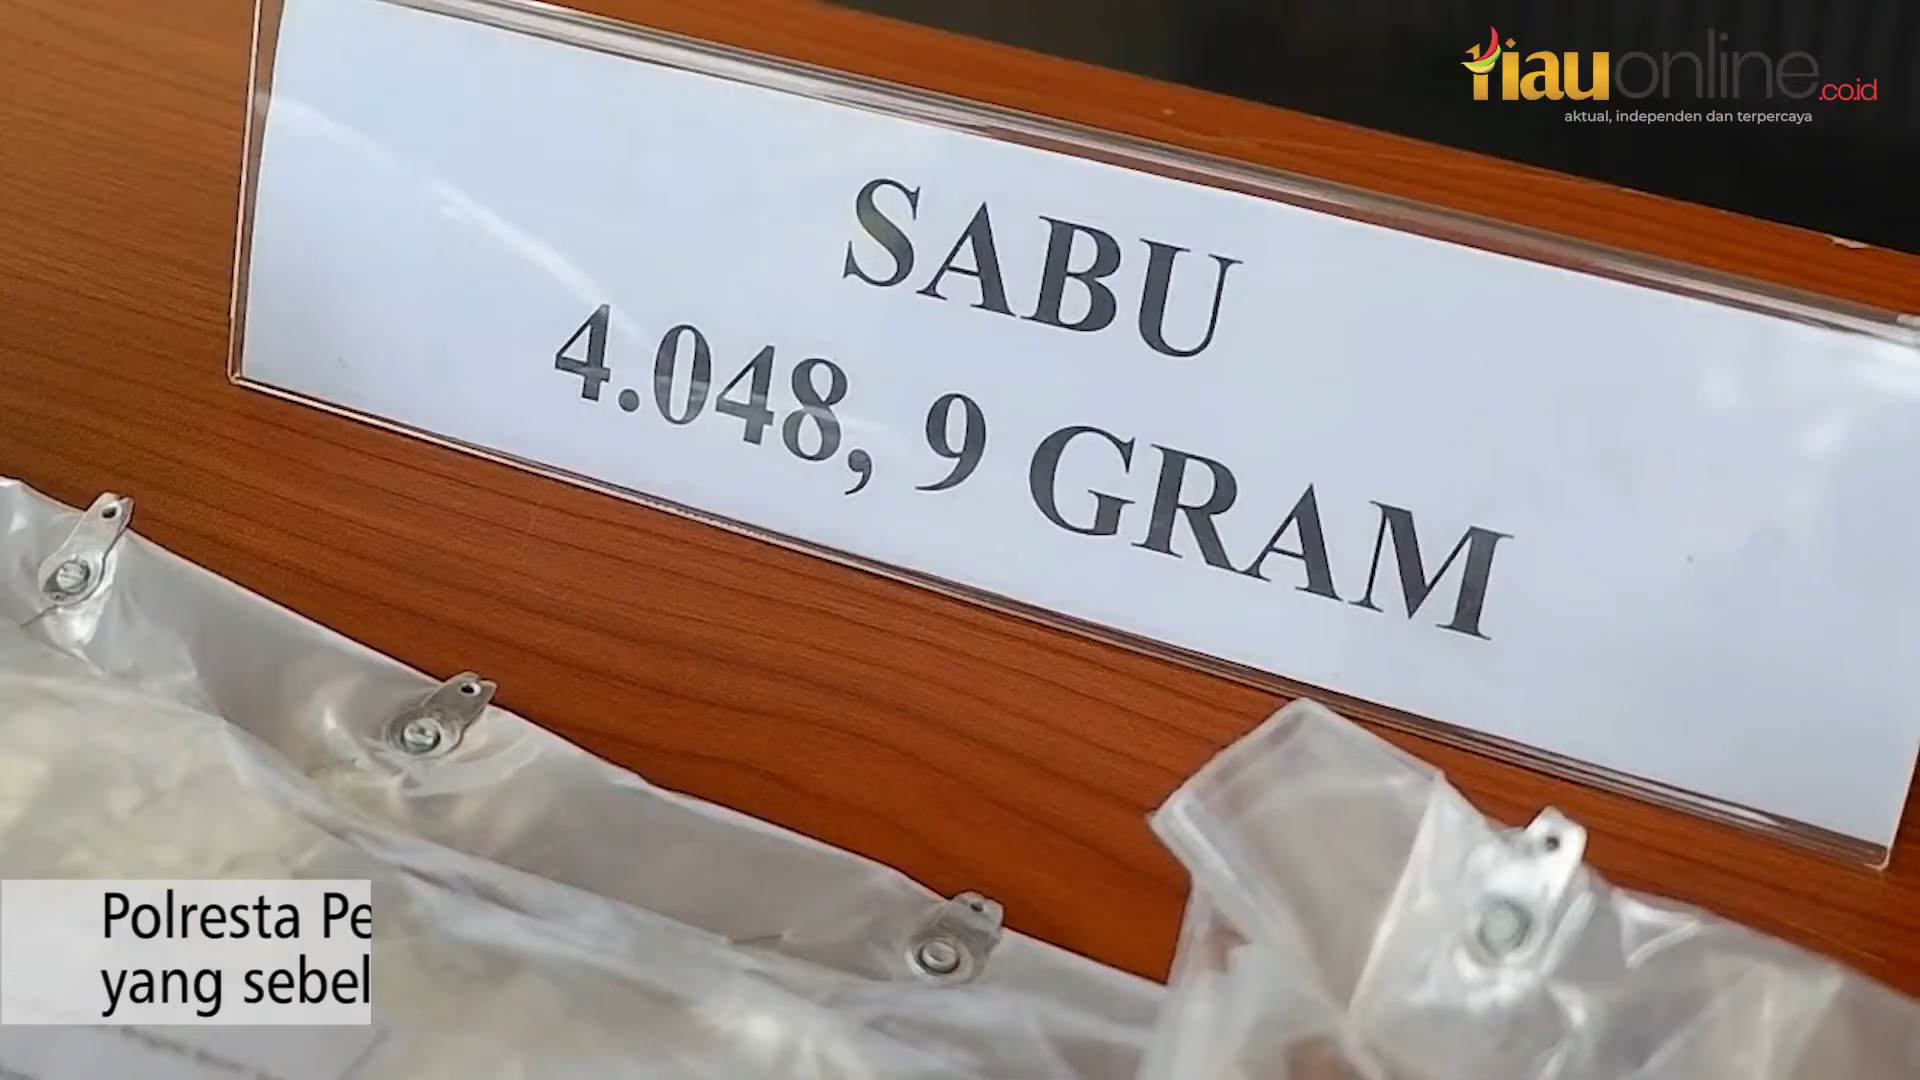 riauonline.co.id
aktual, independen dan terpercaya
SABU
4.048, 9 GRAM
Polresta Pe
yang sebel